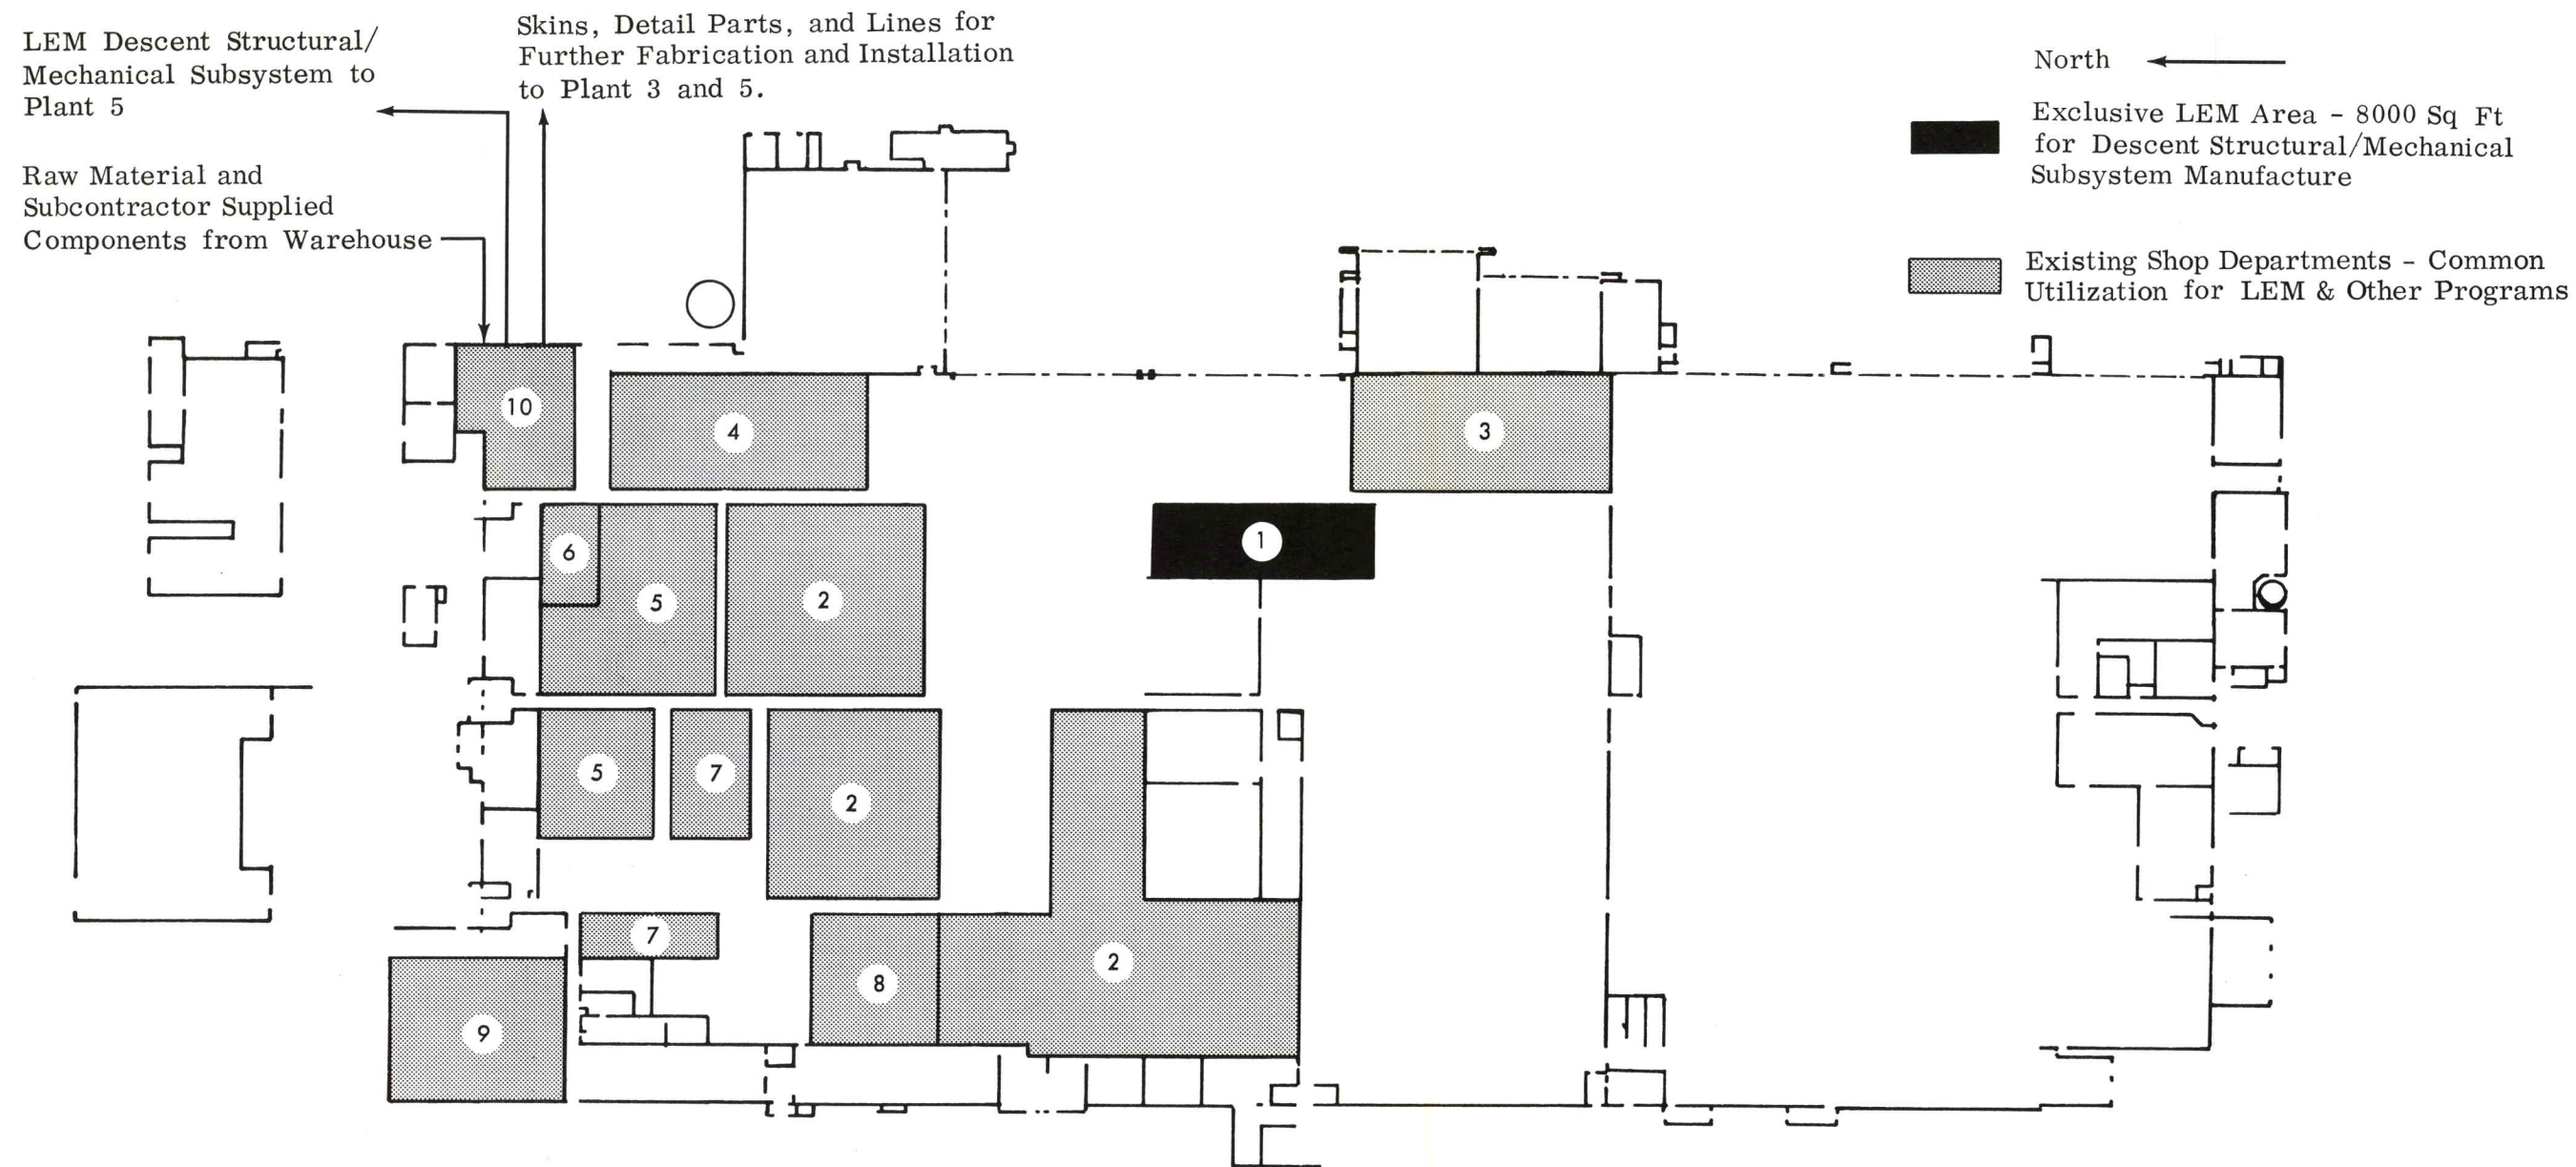 LEM Descent Structural/
Mechanical Subsystem to
Plant 5
Skins, Detail Parts, and Lines for
Further Fabrication and Installation
to Plant 3 and 5.
Raw Material and
Subcontractor Supplied
Components from Warehouse
North
Exclusive LEM Area - 8000 Sq Ft
for Descent Structural/Mechanical
Subsystem Manufacture
Existing Shop Departments - Common
Utilization for LEM & Other Programs
10
4
3
1
6
5
2
5
7
2
7
2
8
9